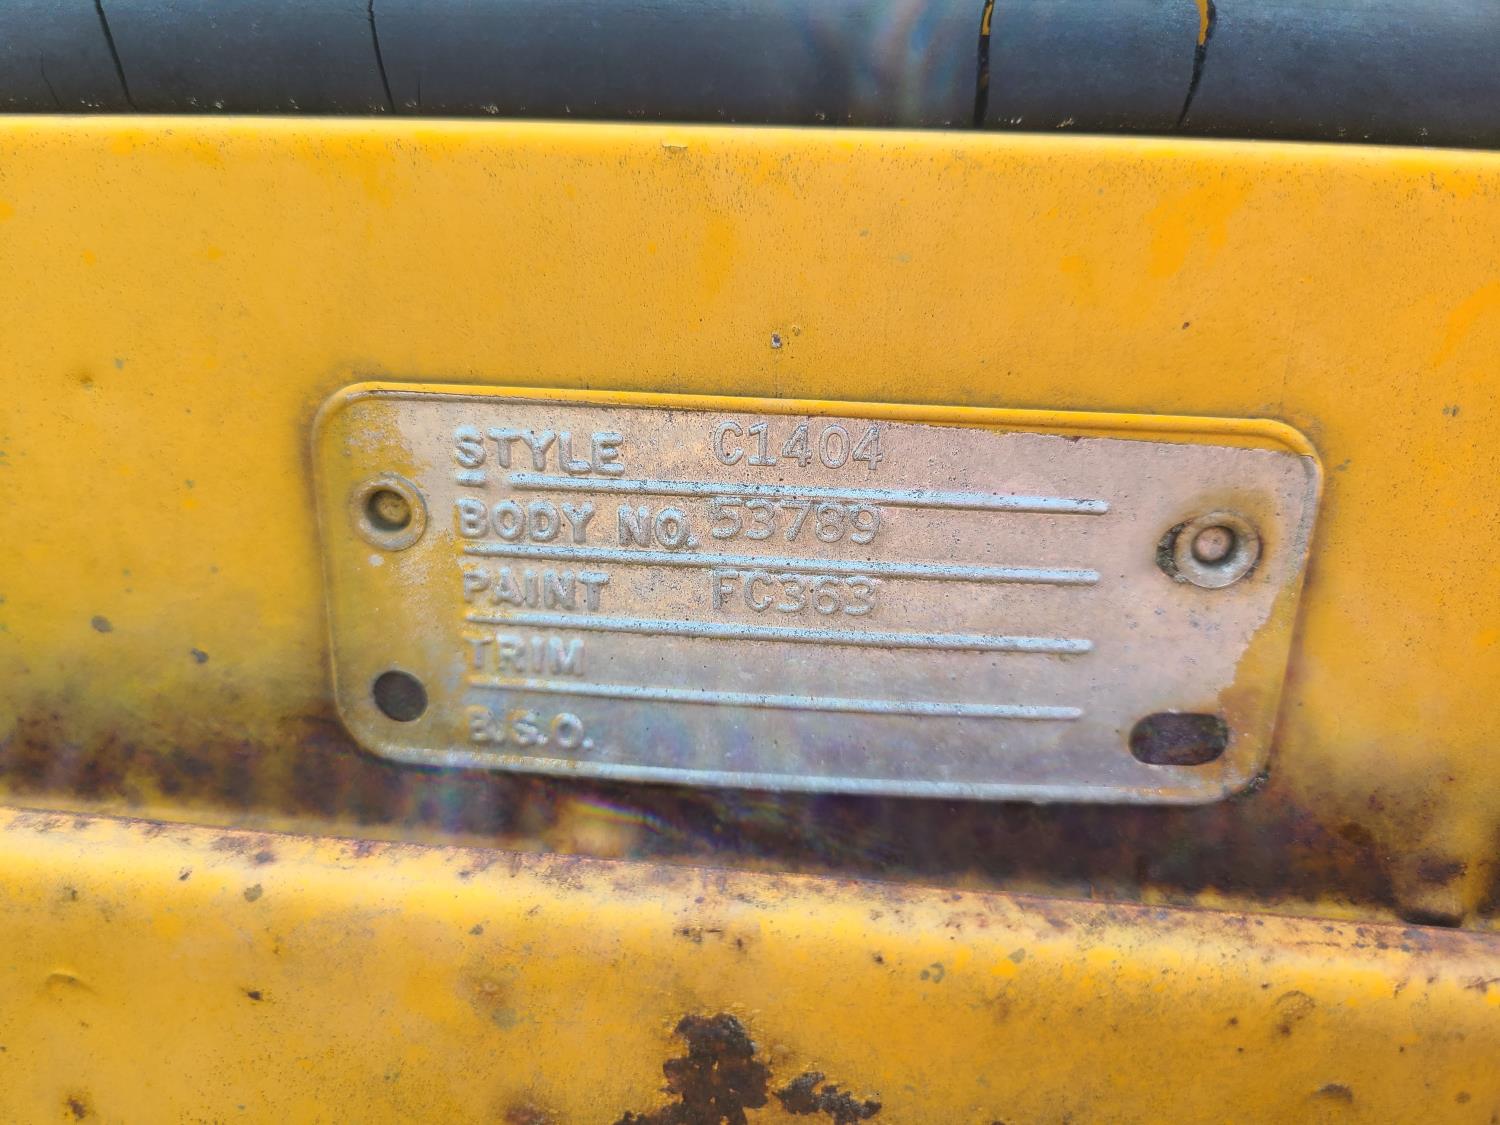 STYLE C1404
BODY NO. 53789
PAINT FC363
TRIM
B.S.O.